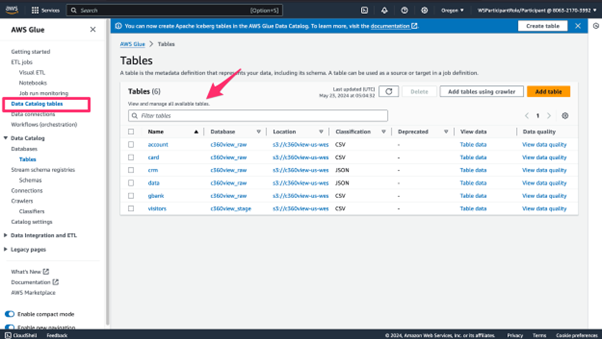 aws
Services
Search
[Option+S]
Oregon
WSParticipantRole/Participant @ 8065-2170-3992
AWS Glue
Getting started
ETL jobs
Visual ETL
Notebooks
Job run monitoring
Data Catalog tables
Data connections
Workflows (orchestration)
Data Catalog
Databases
Tables
Stream schema registries
Schemas
Connections
Crawlers
Classifiers
Catalog settings
Data Integration and ETL
Legacy pages
What's New
Documentation
AWS Marketplace
Enable compact mode
Enable new navigation
You can now create Apache Iceberg tables in the AWS Glue Data Catalog. To learn more, visit the documentation
Create table
AWS Glue > Tables
Tables
A table is the metadata definition that represents your data, including its schema. A table can be used as a source or target in a job definition.
Tables (6)
View and manage all available tables.
Last updated (UTC)
May 23, 2024 at 05:04:32
Delete
Add tables using crawler
Add table
Filter tables
1
Name Database Location Classification Deprecated View data Data quality
account c360view_raw s3://c360view-us-wes CSV - Table data View data quality
card c360view_raw s3://c360view-us-wes CSV - Table data View data quality
crm c360view_raw s3://c360view-us-wes JSON - Table data View data quality
data c360view_raw s3://c360view-us-wes JSON - Table data View data quality
gbank c360view_raw s3://c360view-us-wes CSV - Table data View data quality
visitors c360view_stage s3://c360view-us-wes CSV - Table data View data quality
CloudShell Feedback
© 2024, Amazon Web Services, Inc. or its affiliates. Privacy Terms Cookie preferences